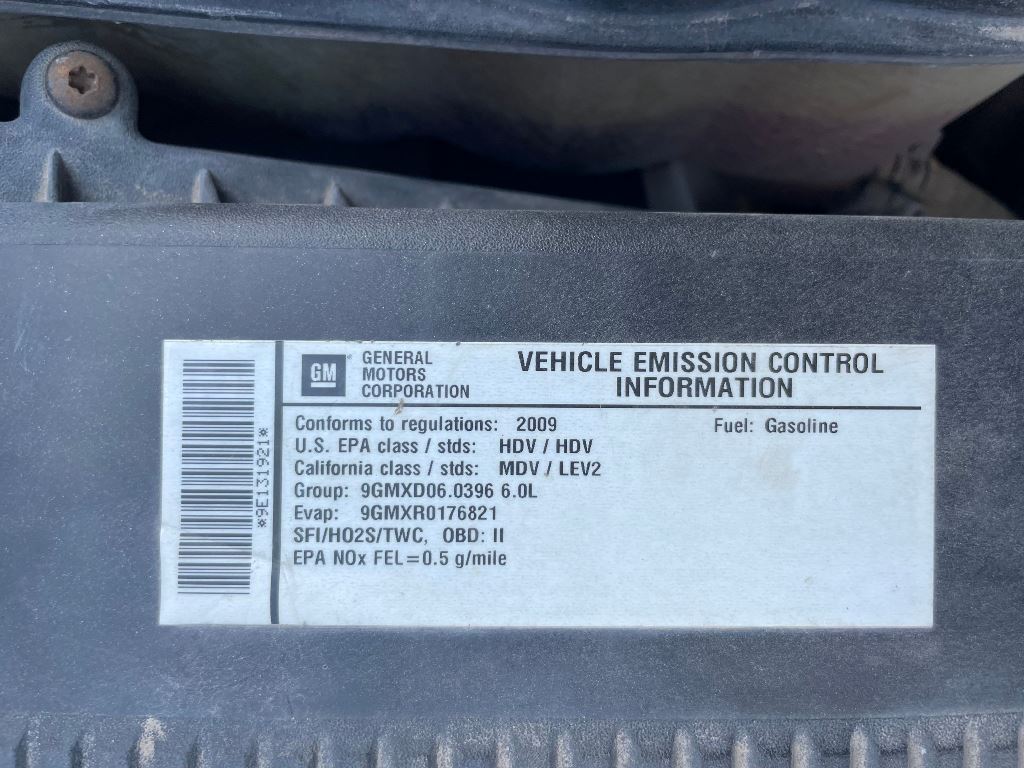 GM
GENERAL
MOTORS
CORPORATION
VEHICLE EMISSION CONTROL
INFORMATION
Conforms to regulations: 2009
Fuel: Gasoline
U.S. EPA class / stds: HDV / HDV
California class / stds: MDV / LEV2
Group: 9GMXD06.0396 6.0L
Evap: 9GMXR0176821
SFI/HO2S/TWC, OBD: II
EPA NOx FEL=0.5 g/mile
*9E131921*